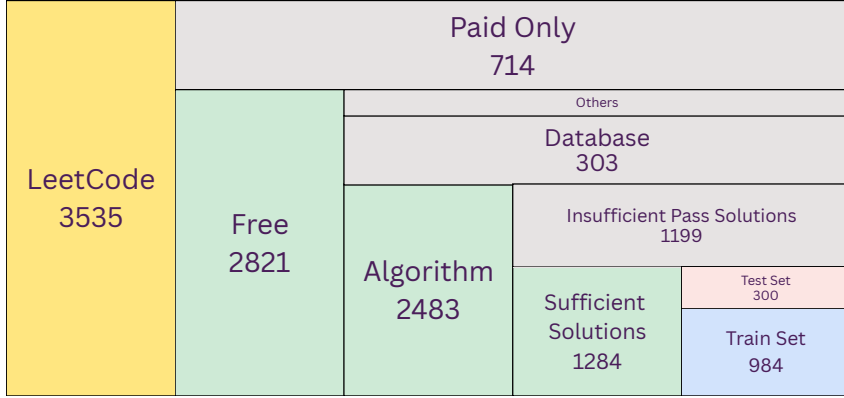 LeetCode
3535
Paid Only
714
Free
2821
Others
Database
303
Algorithm
2483
Insufficient Pass Solutions
1199
Sufficient
Solutions
1284
Test Set
300
Train Set
984